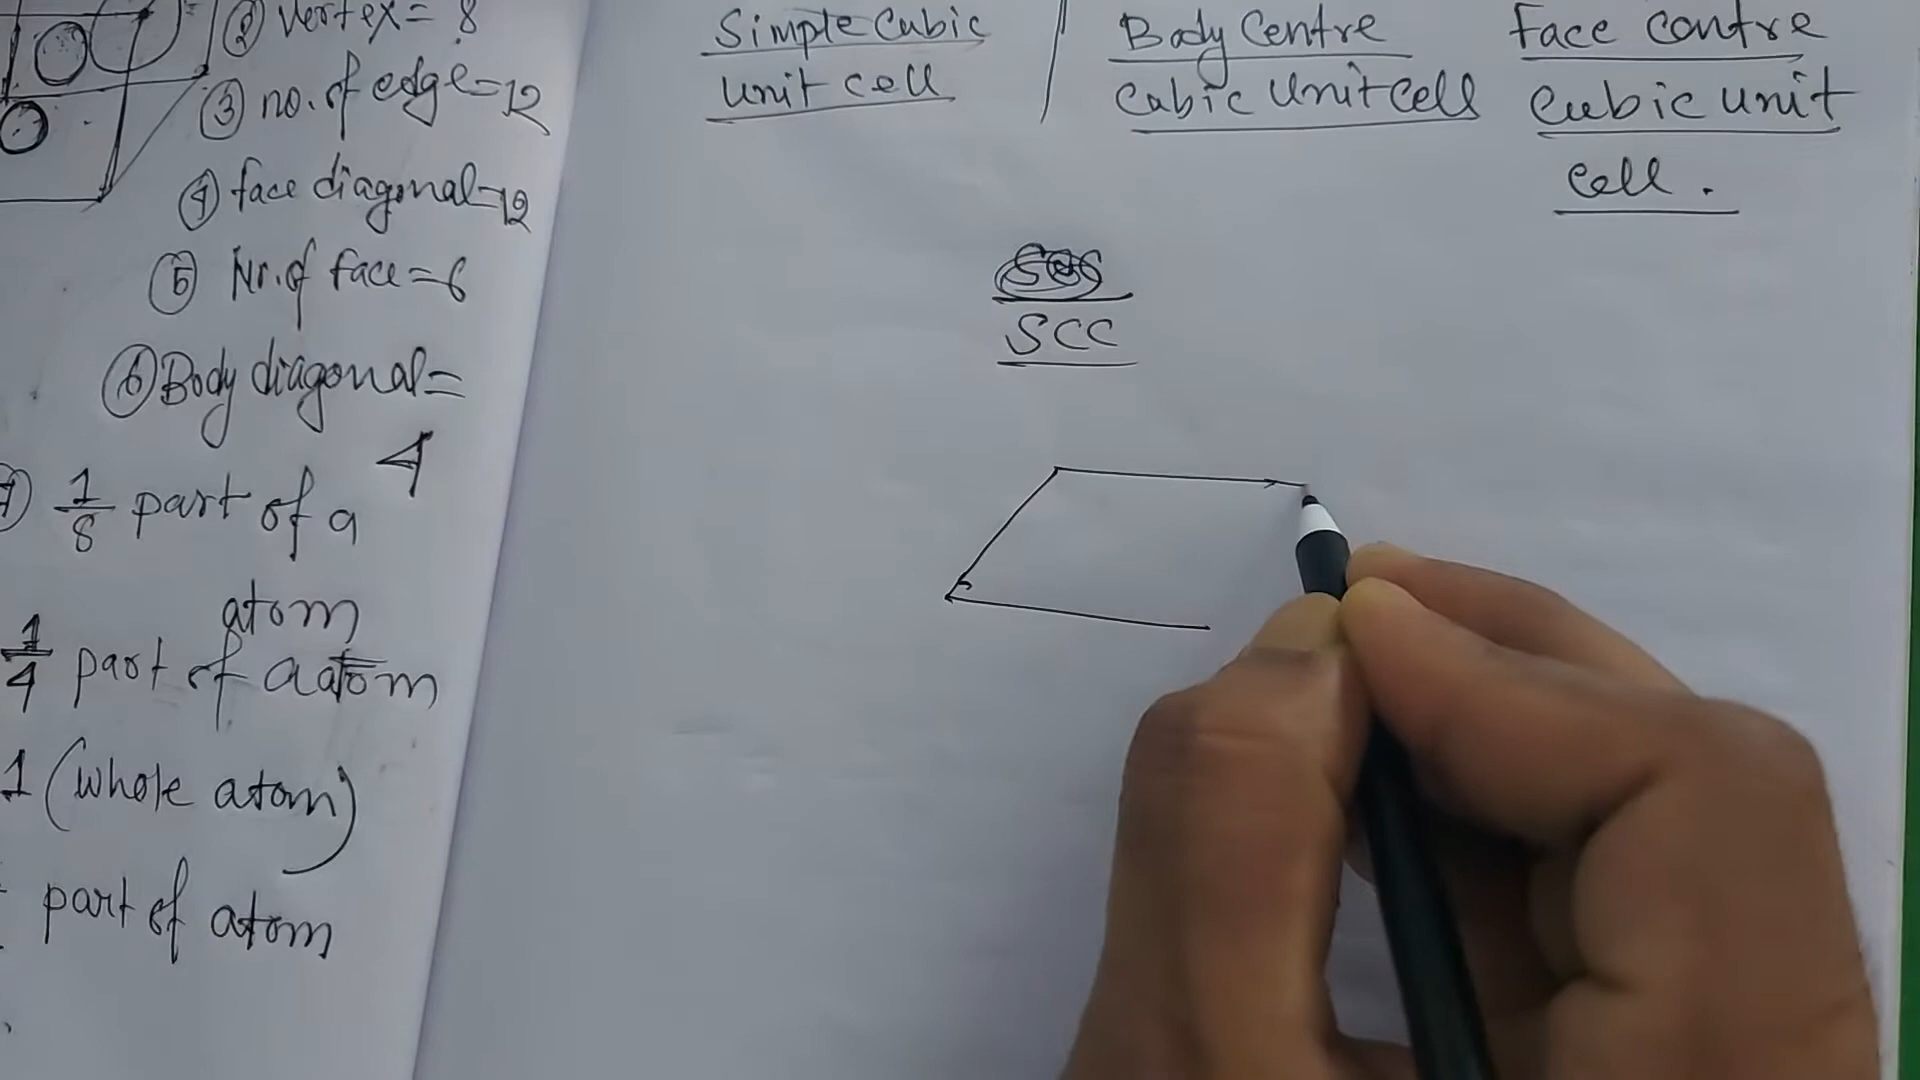 ② vertex= 8
③ no. of edge=12
④ face diagonal=12
⑤ Nr. of face=6
⑥ Body diagonal=
4
1/8 part of a
atom
1/4 part of a atom
1 (whole atom)
part of atom
Simple Cubic
Unit cell
Body Centre
Cubic Unit Cell
Face Centre
Cubic unit
Cell.
SCC